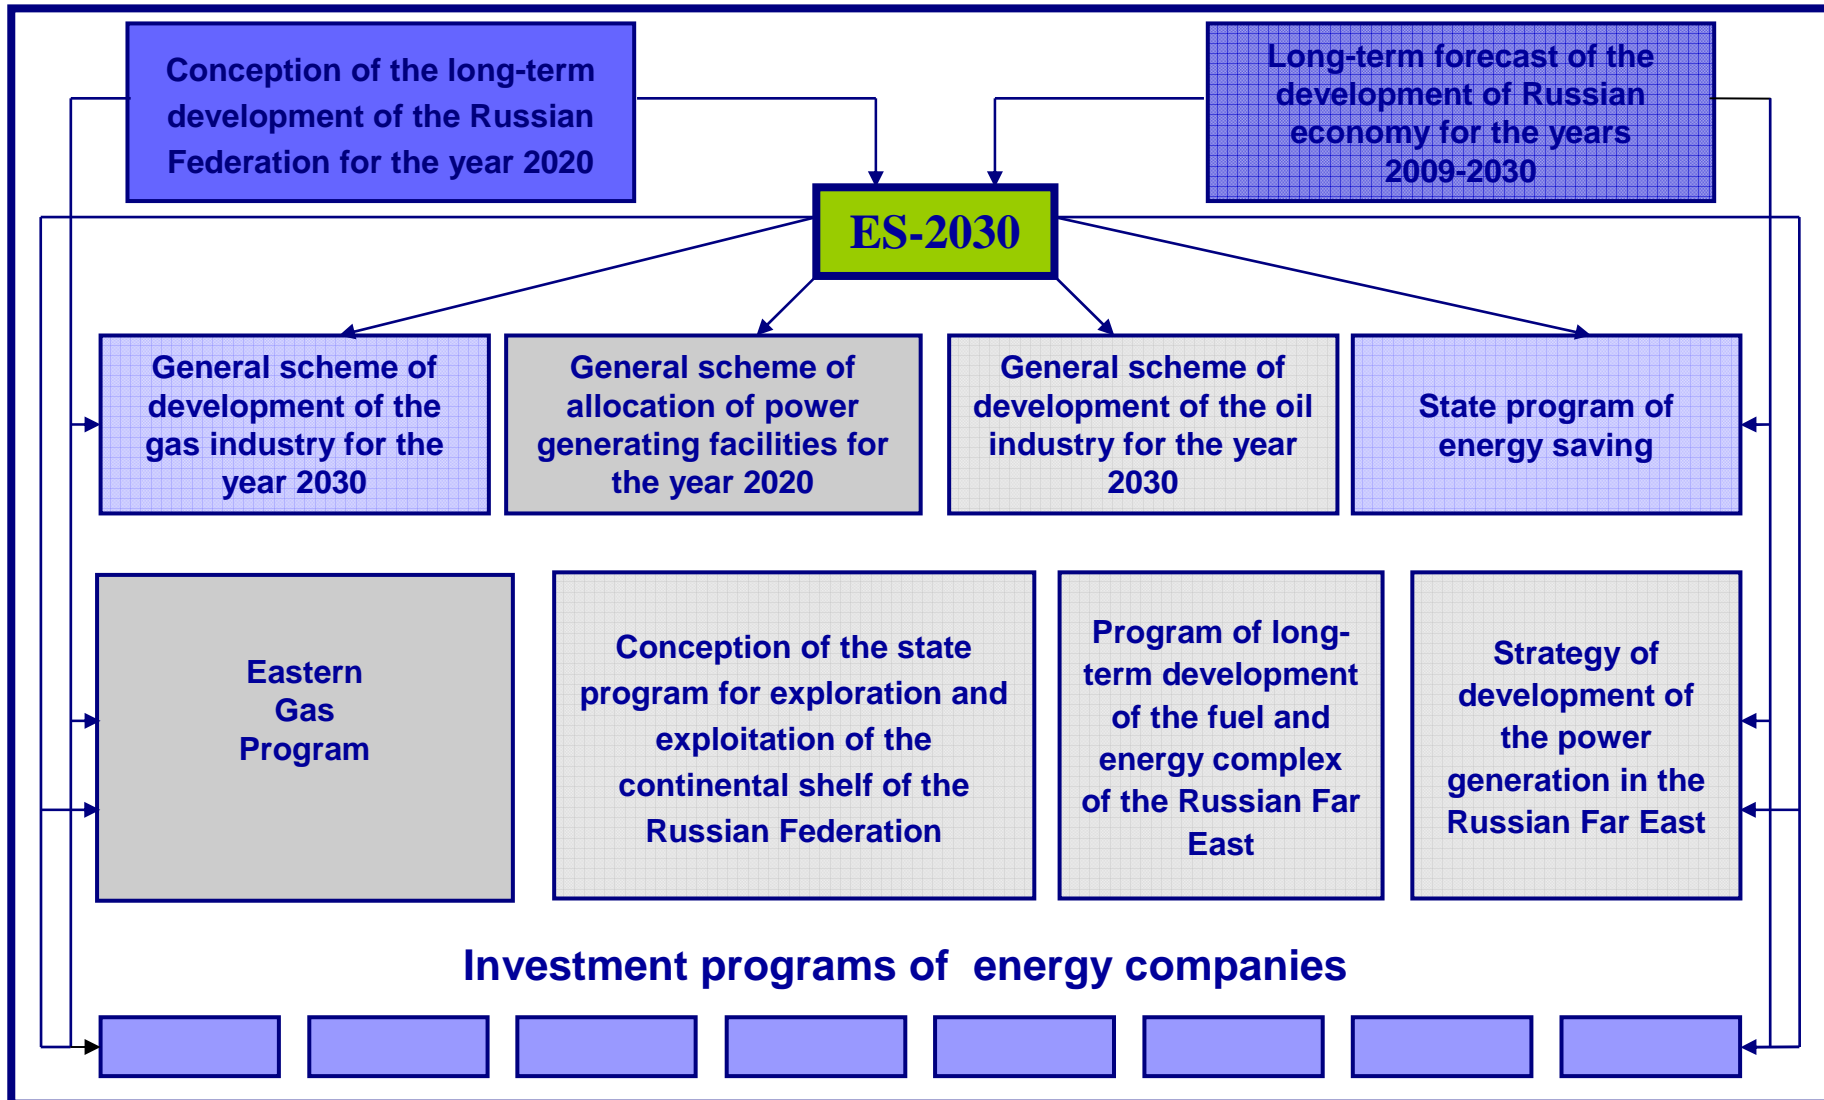 Conception of the long-term
development of the Russian
Federation for the year 2020
Long-term forecast of the
development of Russian
economy for the years
2009-2030
ES-2030
General scheme of
development of the
gas industry for the
year 2030
General scheme of
allocation of power
generating facilities for
the year 2020
General scheme of
development of the oil
industry for the year
2030
State program of
energy saving
Eastern
Gas
Program
Conception of the state
program for exploration and
exploitation of the
continental shelf of the
Russian Federation
Program of long-
term development
of the fuel and
energy complex
of the Russian Far
East
Strategy of
development of
the power
generation in the
Russian Far East
Investment programs of  energy companies